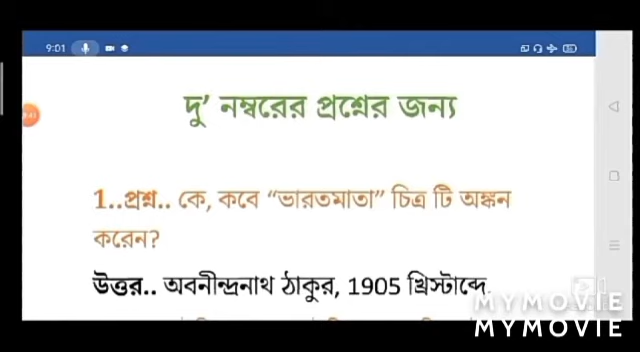 9:01
দু’ নম্বরের প্রশ্নের জন্য
1..প্রশ্ন.. কে, কবে “ভারতমাতা” চিত্র টি অঙ্কন
করেন?
উত্তর.. অবনীন্দ্রনাথ ঠাকুর, 1905 খ্রিস্টাব্দে
MYMOVIE
MYMOVIE